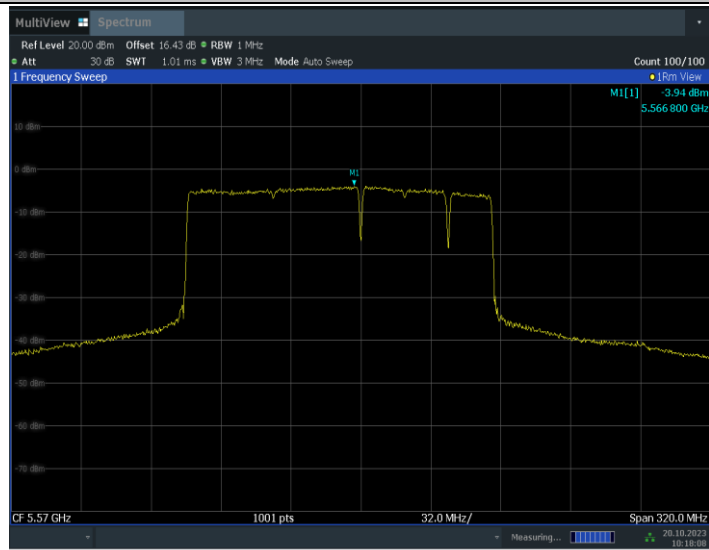 MultiView Spectrum
Ref Level 20.00 dBm Offset 16.43 dB RBW 1 MHz
Att 30 dB SWT 1.01 ms VBW 3 MHz Mode Auto Sweep Count 100/100
1 Frequency Sweep 1Rm View
M1[1] -3.94 dBm
5.566 800 GHz
10 dBm
0 dBm
M1
-10 dBm
-20 dBm
-30 dBm
-40 dBm
-50 dBm
-60 dBm
-70 dBm
CF 5.57 GHz 1001 pts 32.0 MHz/ Span 320.0 MHz
Measuring... 20.10.2023
10:18:08